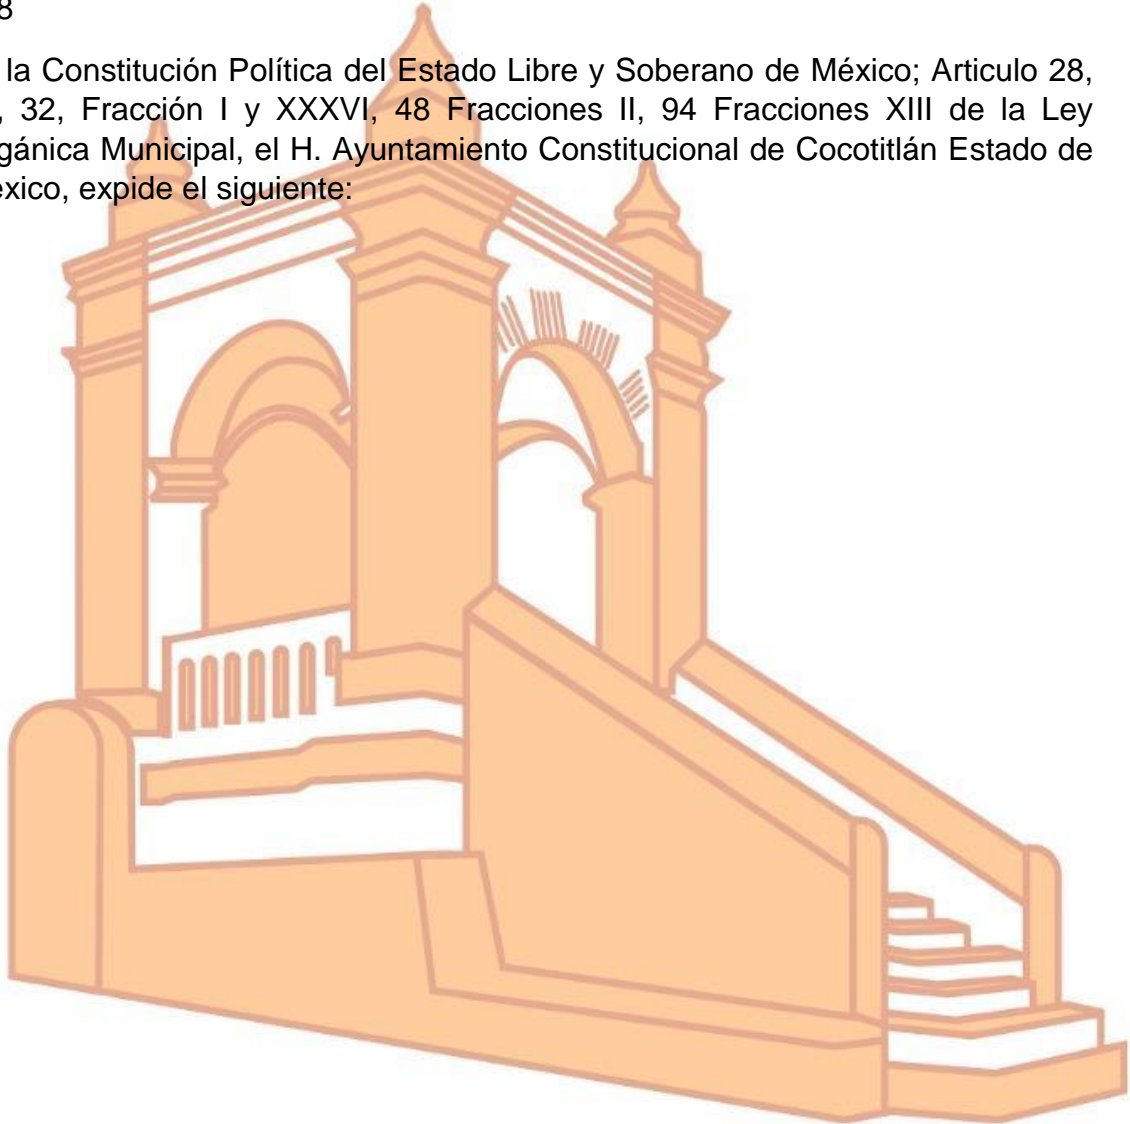 8
la Constitución Política del Estado Libre y Soberano de México; Articulo 28,
, 32, Fracción I y XXXVI, 48 Fracciones II, 94 Fracciones XIII de la Ley
gánica Municipal, el H. Ayuntamiento Constitucional de Cocotitlán Estado de
éxico, expide el siguiente: